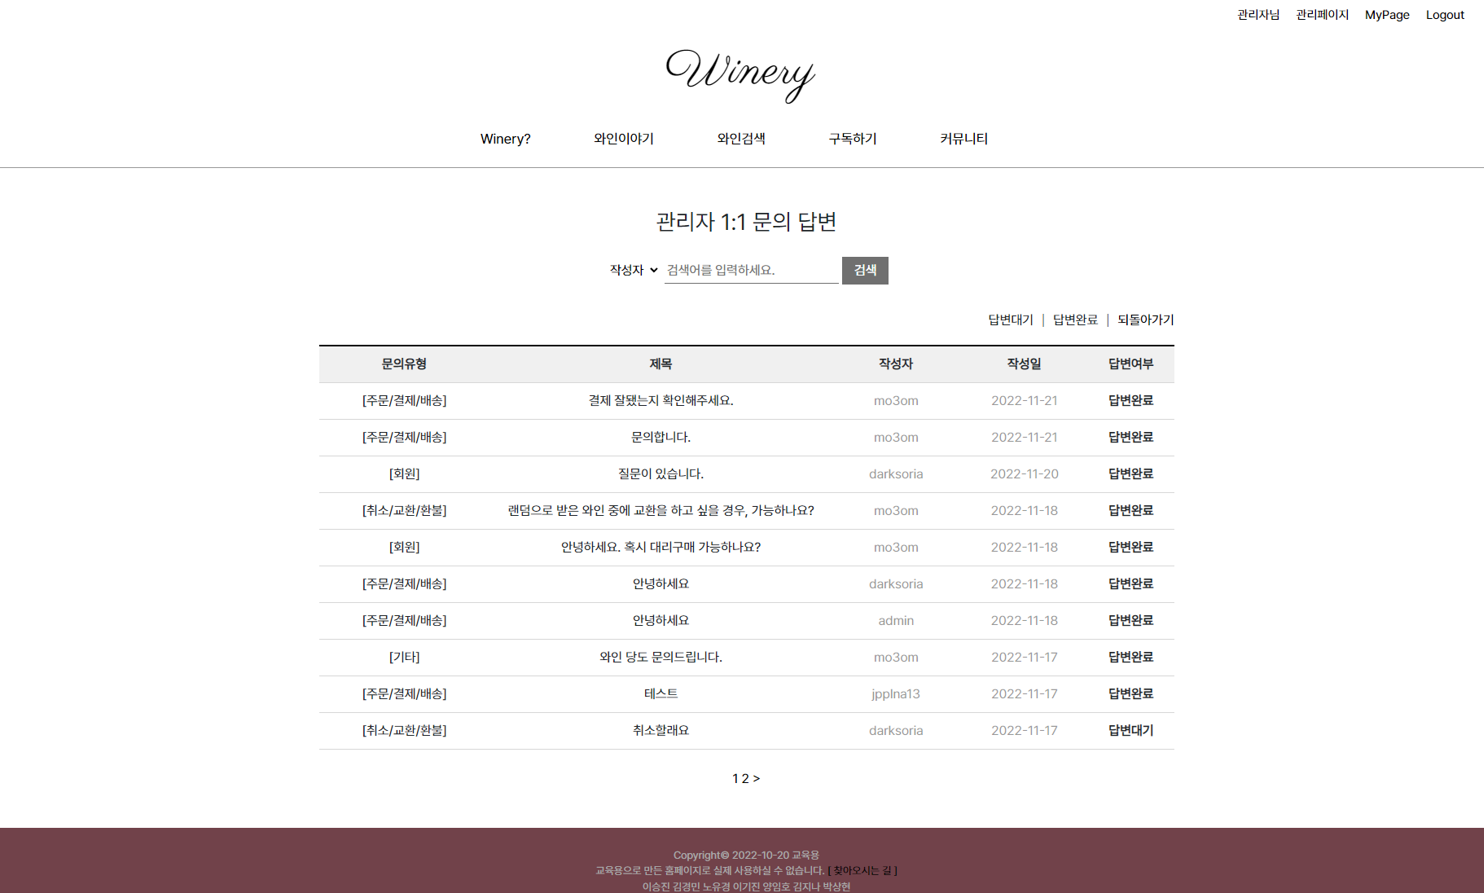 관리자님 관리페이지 MyPage Logout
Winery
Winery? 와인이야기 와인검색 구독하기 커뮤니티
관리자 1:1 문의 답변
작성자 검색어를 입력하세요. 검색
답변대기 | 답변완료 | 되돌아가기
문의유형 제목 작성자 작성일 답변여부
[주문/결제/배송] 결제 잘됐는지 확인해주세요. mo3om 2022-11-21 답변완료
[주문/결제/배송] 문의합니다. mo3om 2022-11-21 답변완료
[회원] 질문이 있습니다. darksoria 2022-11-20 답변완료
[취소/교환/환불] 랜덤으로 받은 와인 중에 교환을 하고 싶을 경우, 가능하나요? mo3om 2022-11-18 답변완료
[회원] 안녕하세요. 혹시 대리구매 가능하나요? mo3om 2022-11-18 답변완료
[주문/결제/배송] 안녕하세요 darksoria 2022-11-18 답변완료
[주문/결제/배송] 안녕하세요 admin 2022-11-18 답변완료
[기타] 와인 당도 문의드립니다. mo3om 2022-11-17 답변완료
[주문/결제/배송] 테스트 jpplna13 2022-11-17 답변완료
[취소/교환/환불] 취소할래요 darksoria 2022-11-17 답변대기
1 2 >
Copyright© 2022-10-20 교육용
교육용으로 만든 홈페이지로 실제 사용하실 수 없습니다. [ 찾아오시는 길 ]
이승진 김경민 노유경 이기진 양임호 김지나 박상현